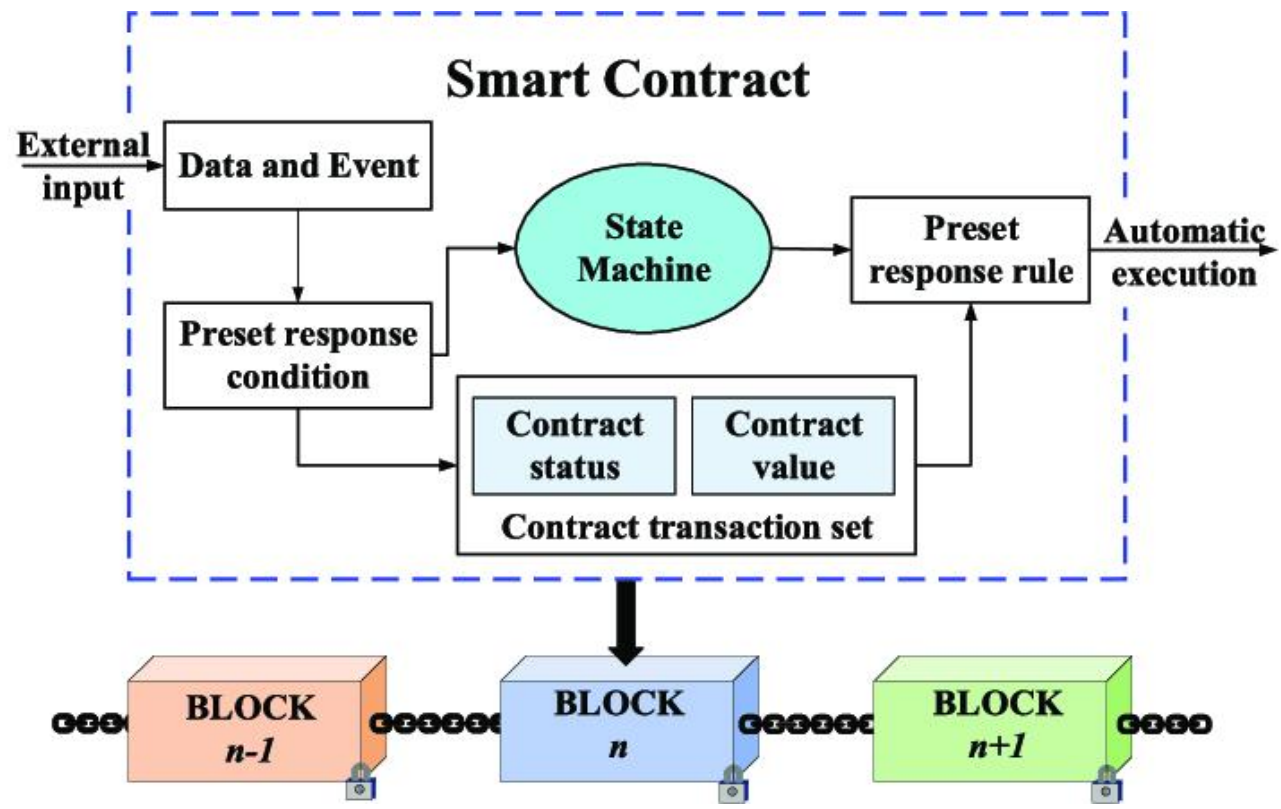 Smart Contract
External
input
Data and Event
Preset response
condition
State
Machine
Preset
response rule
Automatic
execution
Contract
status
Contract
value
Contract transaction set
BLOCK
n-1
BLOCK
n
BLOCK
n+1